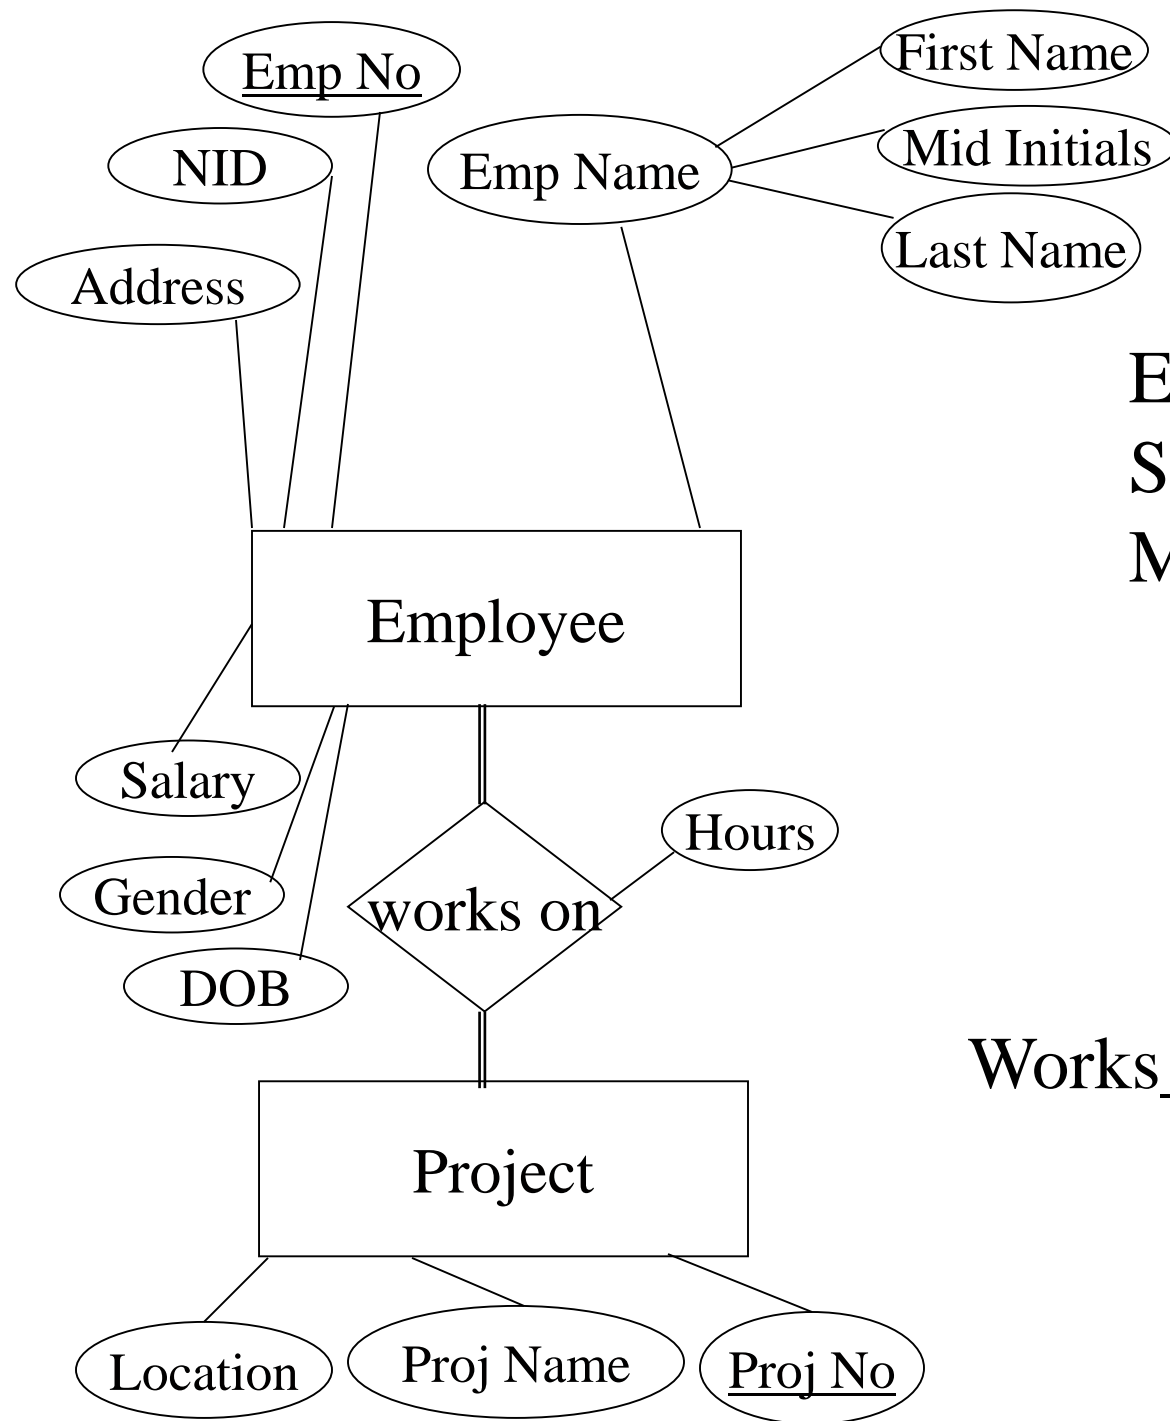 Emp No
First Name
NID
Emp Name
Mid Initials
Address
Last Name
E
S
M
Employee
Salary
Hours
Gender
works on
DOB
Works_
Project
Location
Proj Name
Proj No